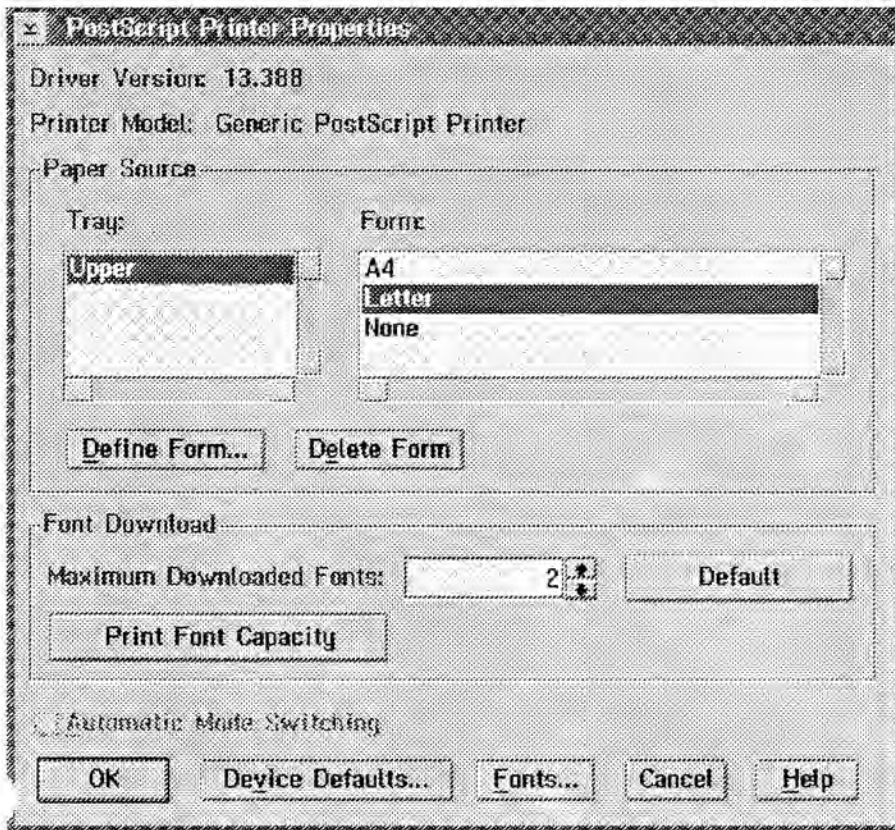 PostScript Printer Properties
Driver Version: 13.388
Printer Model: Generic PostScript Printer
Paper Source
Tray: Form:
Upper A4
Letter
None
Define Form... Delete Form
Font Download
Maximum Downloaded Fonts: 2 Default
Print Font Capacity
Automatic Mode Switching
OK Device Defaults... Fonts... Cancel Help